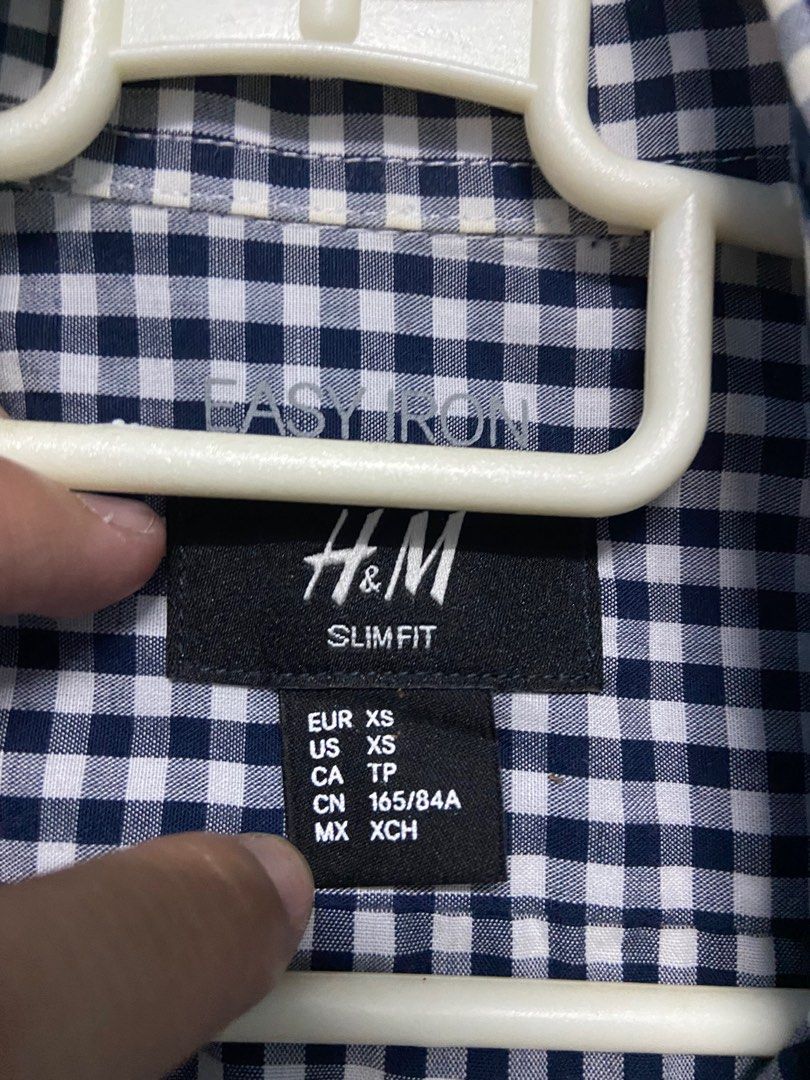 EASY IRON
H&M
SLIM FIT
EUR XS
US XS
CA TP
CN 165/84A
MX XCH